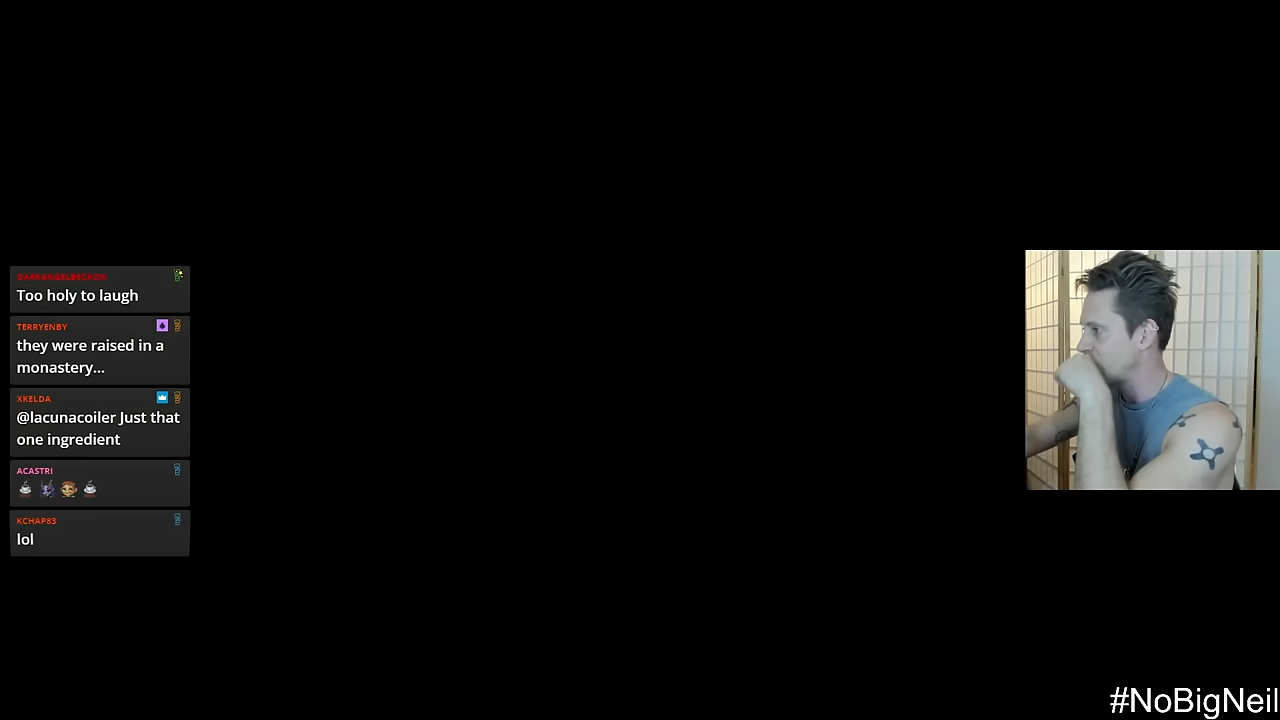 DARKANGELBECKON
Too holy to laugh
TERRYENBY
they were raised in a
monastery...
XKELDA
@lacunacoiler Just that
one ingredient
ACASTRI
KCHAP83
lol
#NoBigNeil